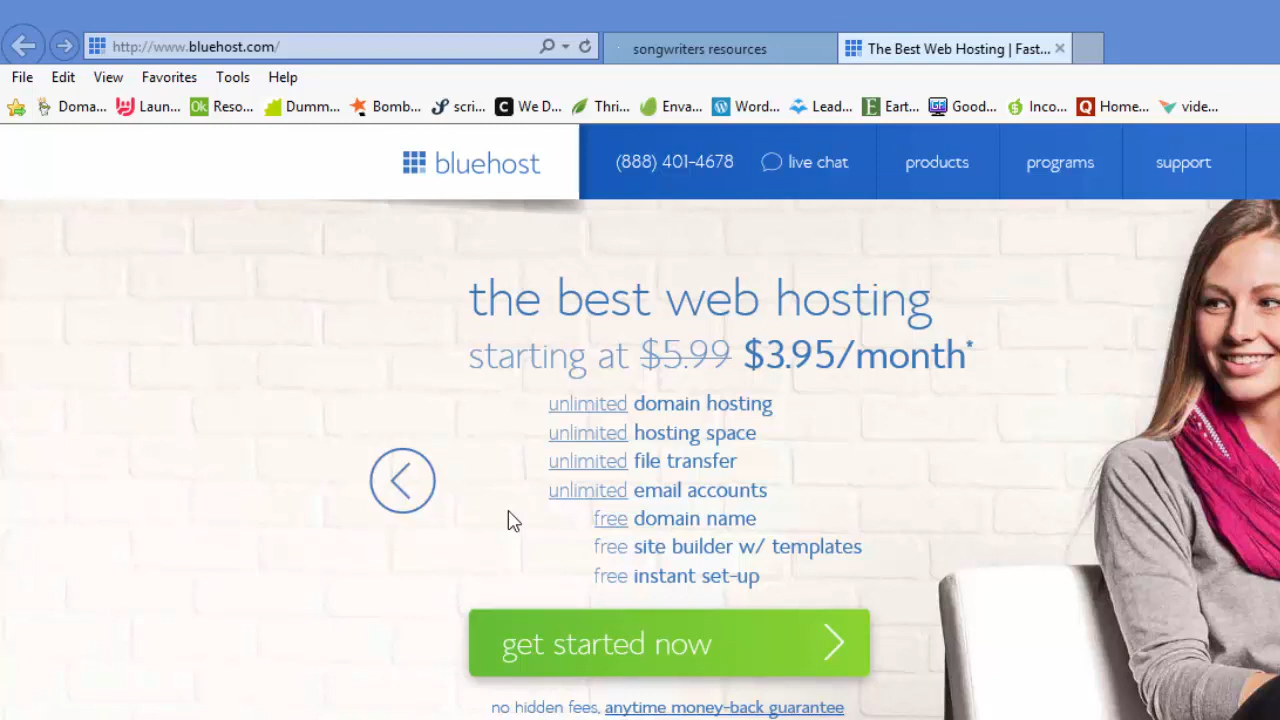 http://www.bluehost.com/
songwriters resources
The Best Web Hosting | Fast...
File Edit View Favorites Tools Help
Doma... Laun... Ok Reso... Dumm... Bomb... scri... We D... Thri... Enva... Word... Lead... Eart... Good... Inco... Home... vide...
bluehost
(888) 401-4678 live chat products programs support
the best web hosting
starting at $5.99 $3.95/month*
unlimited domain hosting
unlimited hosting space
unlimited file transfer
unlimited email accounts
free domain name
free site builder w/ templates
free instant set-up
get started now
no hidden fees, anytime money-back guarantee